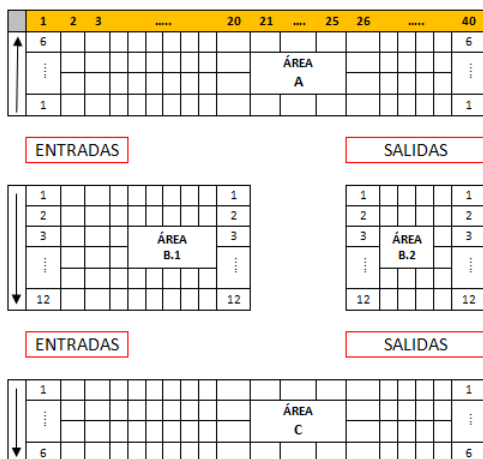 1 2 3 ..... 20 21 .... 25 26 ..... 40
6 6
⋮ ÁREA ⋮
A
1 1
ENTRADAS SALIDAS
1 1 1 1
2 2 2 2
3 ÁREA 3 3 ÁREA 3
⋮ B.1 ⋮ ⋮ B.2 ⋮
12 12 12 12
ENTRADAS SALIDAS
1 1
⋮ ÁREA ⋮
C
6 6